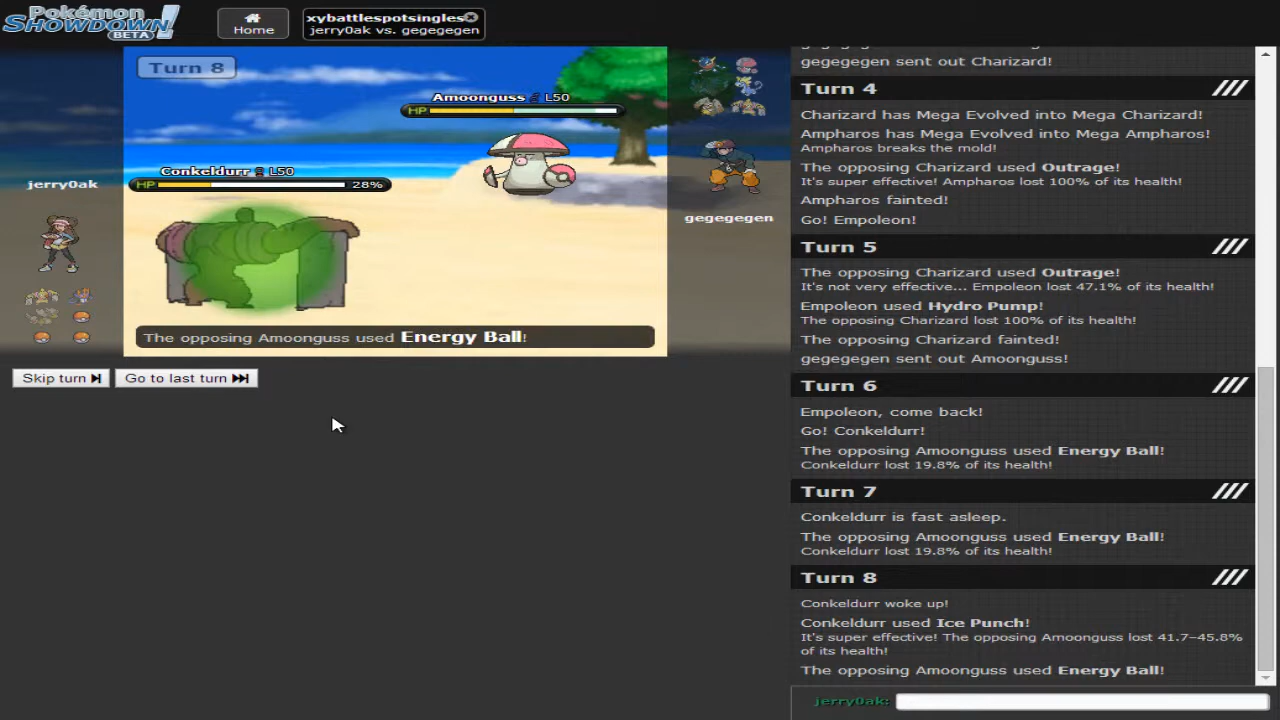 Pokémon
SHOWDOWN!
BETA
Home
xybattlespotsingles
jerry0ak vs. gegegegen
Turn 8
Amoonguss L50
HP
Conkeldurr L50
HP 28%
jerry0ak
gegegegen
The opposing Amoonguss used Energy Ball!
Skip turn
Go to last turn
gegegegen sent out Charizard!
Turn 4
Charizard has Mega Evolved into Mega Charizard!
Ampharos has Mega Evolved into Mega Ampharos!
Ampharos breaks the mold!
The opposing Charizard used Outrage!
It's super effective! Ampharos lost 100% of its health!
Ampharos fainted!
Go! Empoleon!
Turn 5
The opposing Charizard used Outrage!
It's not very effective... Empoleon lost 47.1% of its health!
Empoleon used Hydro Pump!
The opposing Charizard lost 100% of its health!
The opposing Charizard fainted!
gegegegen sent out Amoonguss!
Turn 6
Empoleon, come back!
Go! Conkeldurr!
The opposing Amoonguss used Energy Ball!
Conkeldurr lost 19.8% of its health!
Turn 7
Conkeldurr is fast asleep.
The opposing Amoonguss used Energy Ball!
Conkeldurr lost 19.8% of its health!
Turn 8
Conkeldurr woke up!
Conkeldurr used Ice Punch!
It's super effective! The opposing Amoonguss lost 41.7–45.8%
of its health!
The opposing Amoonguss used Energy Ball!
jerry0ak: